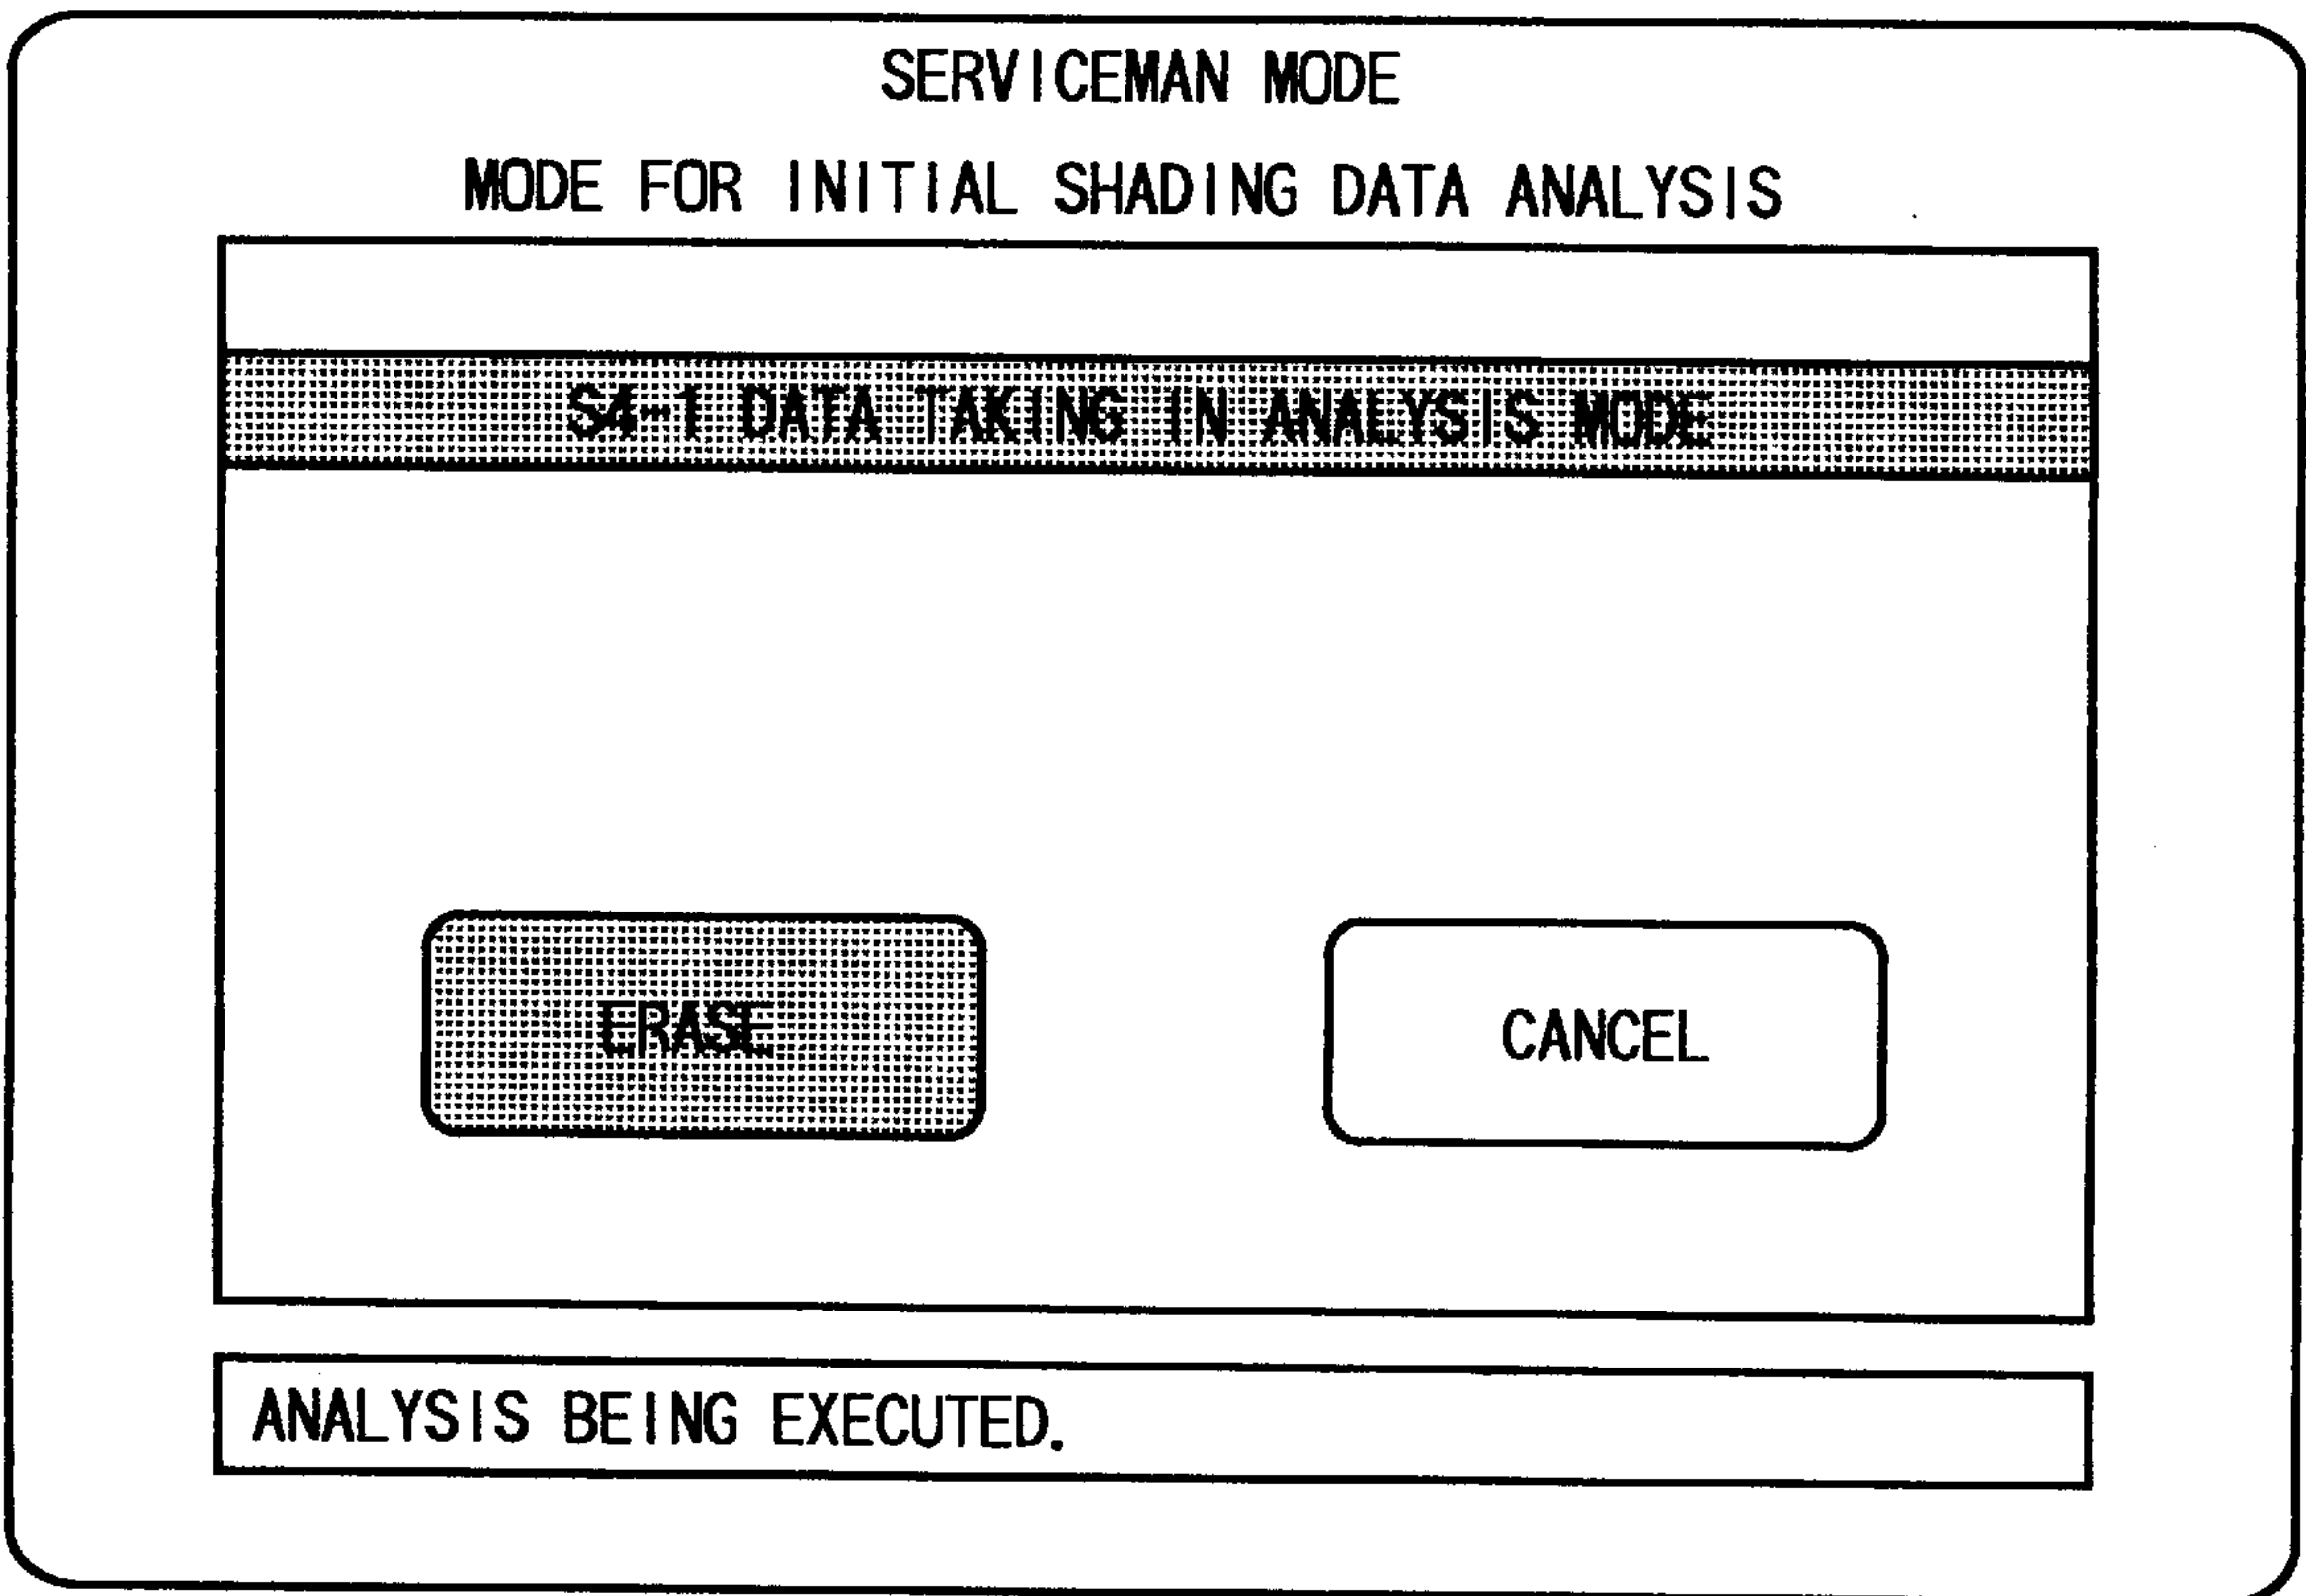 SERVICEMAN MODE
MODE FOR INITIAL SHADING DATA ANALYSIS
S4-1 DATA TAKING IN ANALYSIS MODE
ERASE
CANCEL
ANALYSIS BEING EXECUTED.